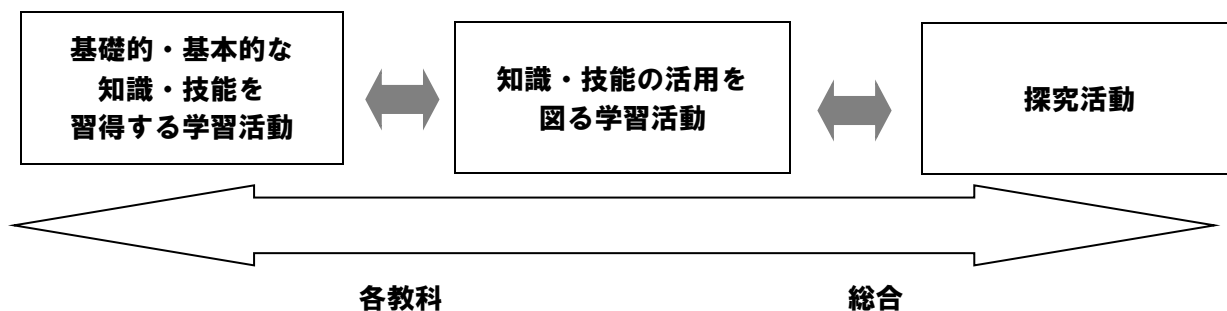 基礎的・基本的な
知識・技能を
習得する学習活動
知識・技能の活用を
図る学習活動
探究活動
各教科
総合